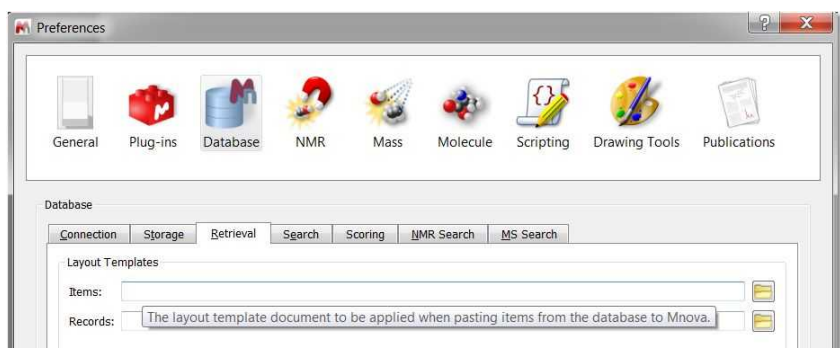 Preferences
General Plug-ins Database NMR Mass Molecule Scripting Drawing Tools Publications
Database
Connection Storage Retrieval Search Scoring NMR Search MS Search
Layout Templates
Items:
Records: The layout template document to be applied when pasting items from the database to Mnova.